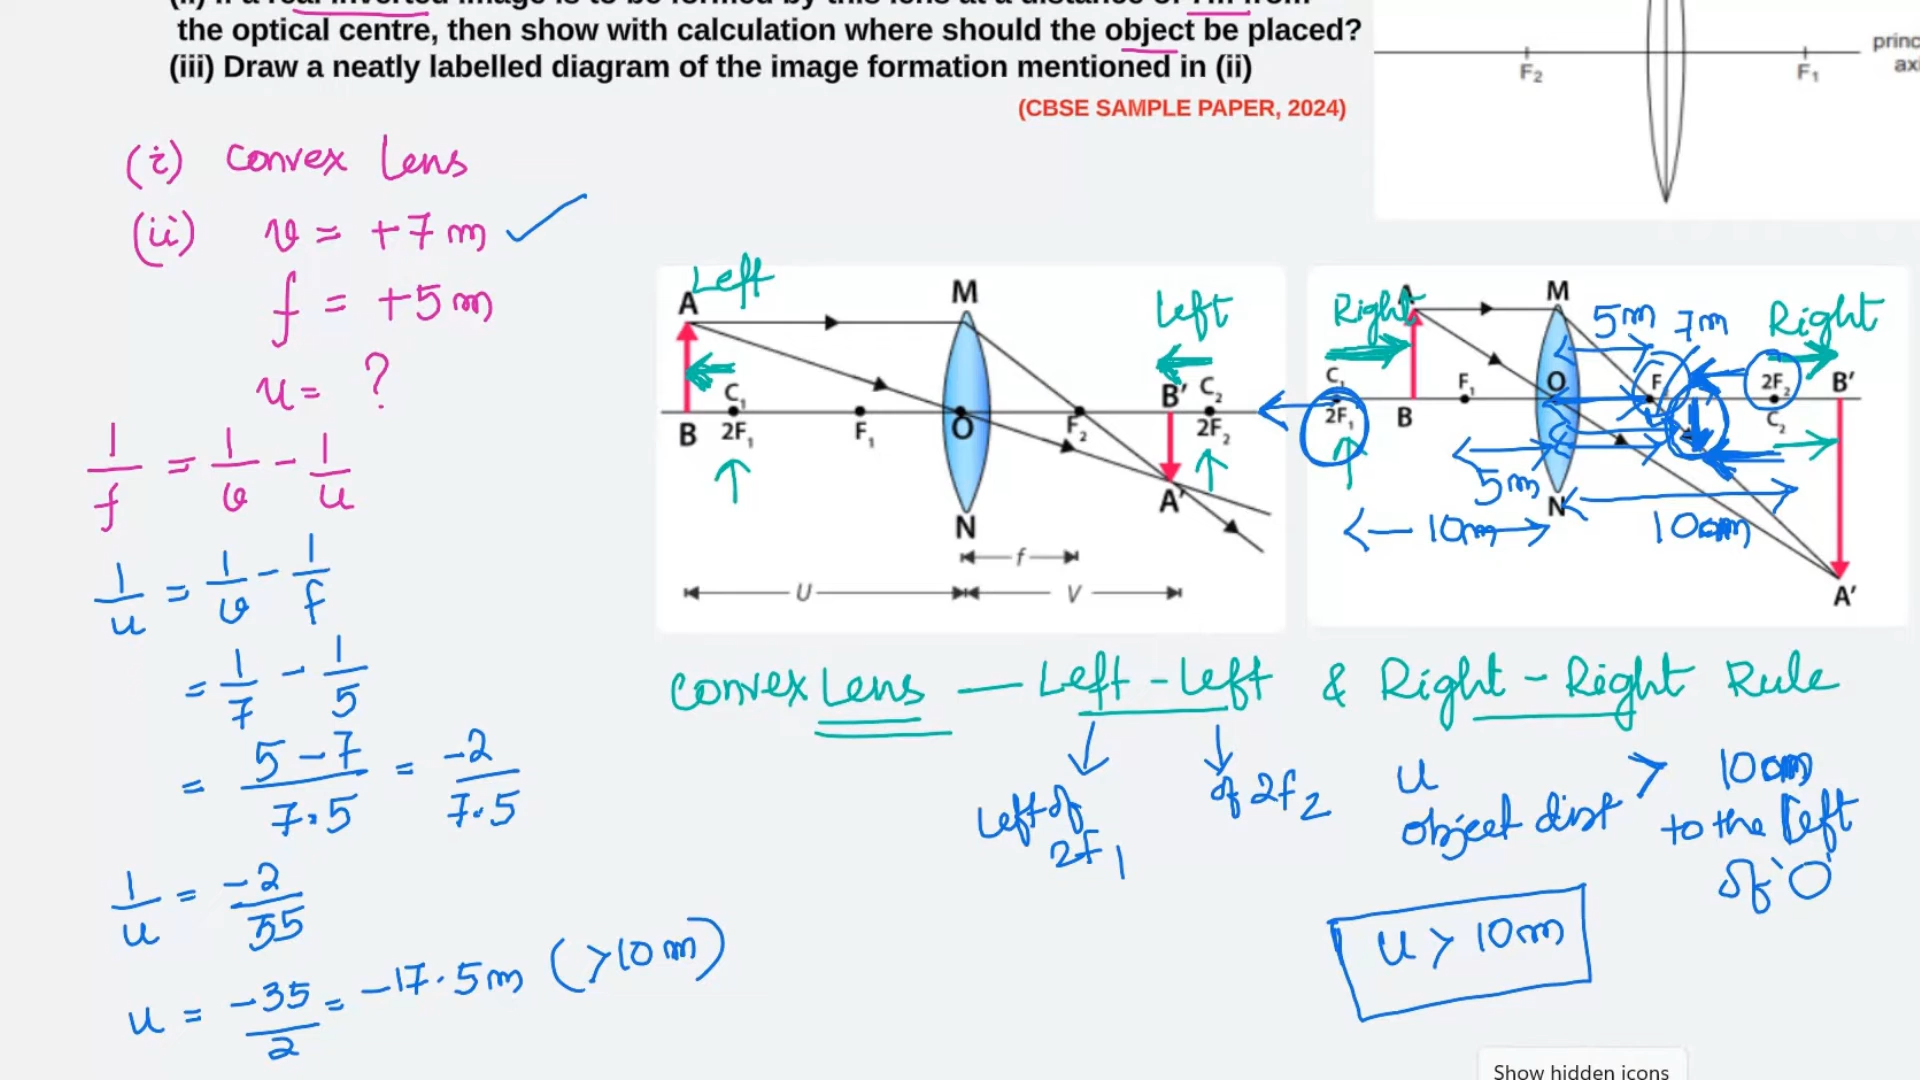 the optical centre, then show with calculation where should the object be placed?
(iii) Draw a neatly labelled diagram of the image formation mentioned in (ii)
(CBSE SAMPLE PAPER, 2024)
F2
F1
princ
axi
(i) convex Lens
(ii) v = +7 m
f = +5 m
u = ?
1/f = 1/v - 1/u
1/u = 1/v - 1/f
= 1/7 - 1/5
= 5 - 7 / 7.5 = -2 / 7.5
1/u = -2/35
u = -35/2 = -17.5 m (>10 m)
Left
A
M
Left
B' C2
C1
B 2F1 F1 O F2 2F2
A'
N
f
U V
Right A M 5m 7m Right
C1 F1 O F 2F2 B'
2F1 B C2
5m
N
10m 10m
A'
Convex Lens — Left - Left & Right - Right Rule
Left of 2F1
of 2F2
u > 10m
object dist to the Left
of 'O'
u > 10m
Show hidden icons